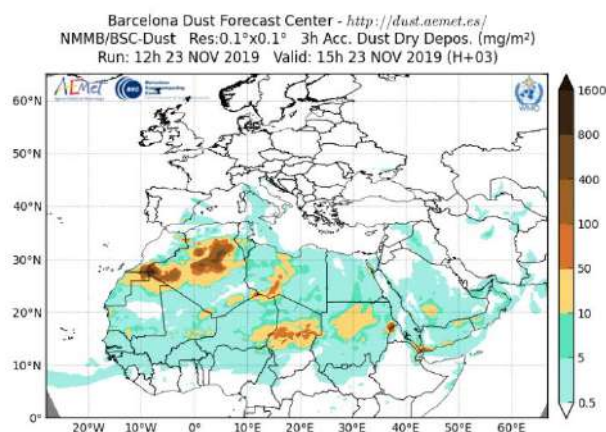 Barcelona Dust Forecast Center - http://dust.aemet.es/
NMMB/BSC-Dust Res:0.1°x0.1° 3h Acc. Dust Dry Depos. (mg/m²)
Run: 12h 23 NOV 2019 Valid: 15h 23 NOV 2019 (H+03)
AEMet
BSC
WMO
60°N
50°N
40°N
30°N
20°N
10°N
0°
20°W
10°W
0°
10°E
20°E
30°E
40°E
50°E
60°E
1600
800
400
100
50
10
5
0.5